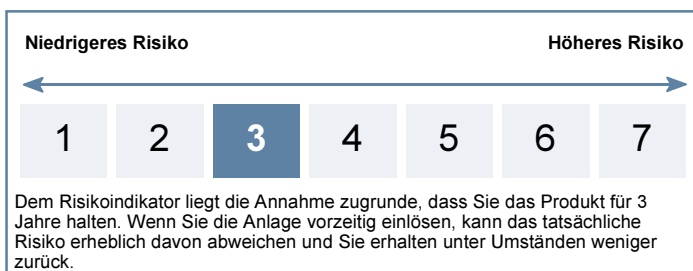 Niedrigeres Risiko Höheres Risiko
1 2 3 4 5 6 7
Dem Risikoindikator liegt die Annahme zugrunde, dass Sie das Produkt für 3
Jahre halten. Wenn Sie die Anlage vorzeitig einlösen, kann das tatsächliche
Risiko erheblich davon abweichen und Sie erhalten unter Umständen weniger
zurück.